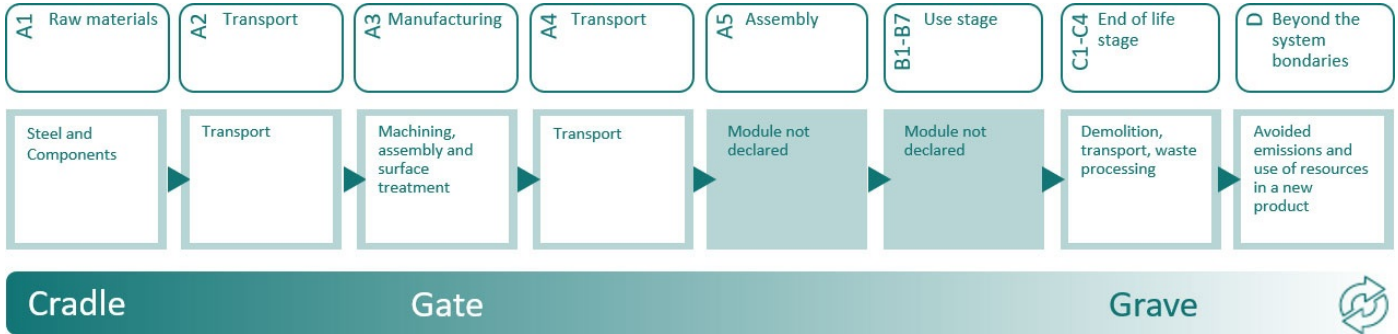 A1 Raw materials
A2 Transport
A3 Manufacturing
A4 Transport
A5 Assembly
B1-B7 Use stage
C1-C4 End of life
stage
D Beyond the
system
bondaries
Steel and
Components
Transport
Machining,
assembly and
surface
treatment
Transport
Module not
declared
Module not
declared
Demolition,
transport, waste
processing
Avoided
emissions and
use of resources
in a new
product
Cradle
Gate
Grave